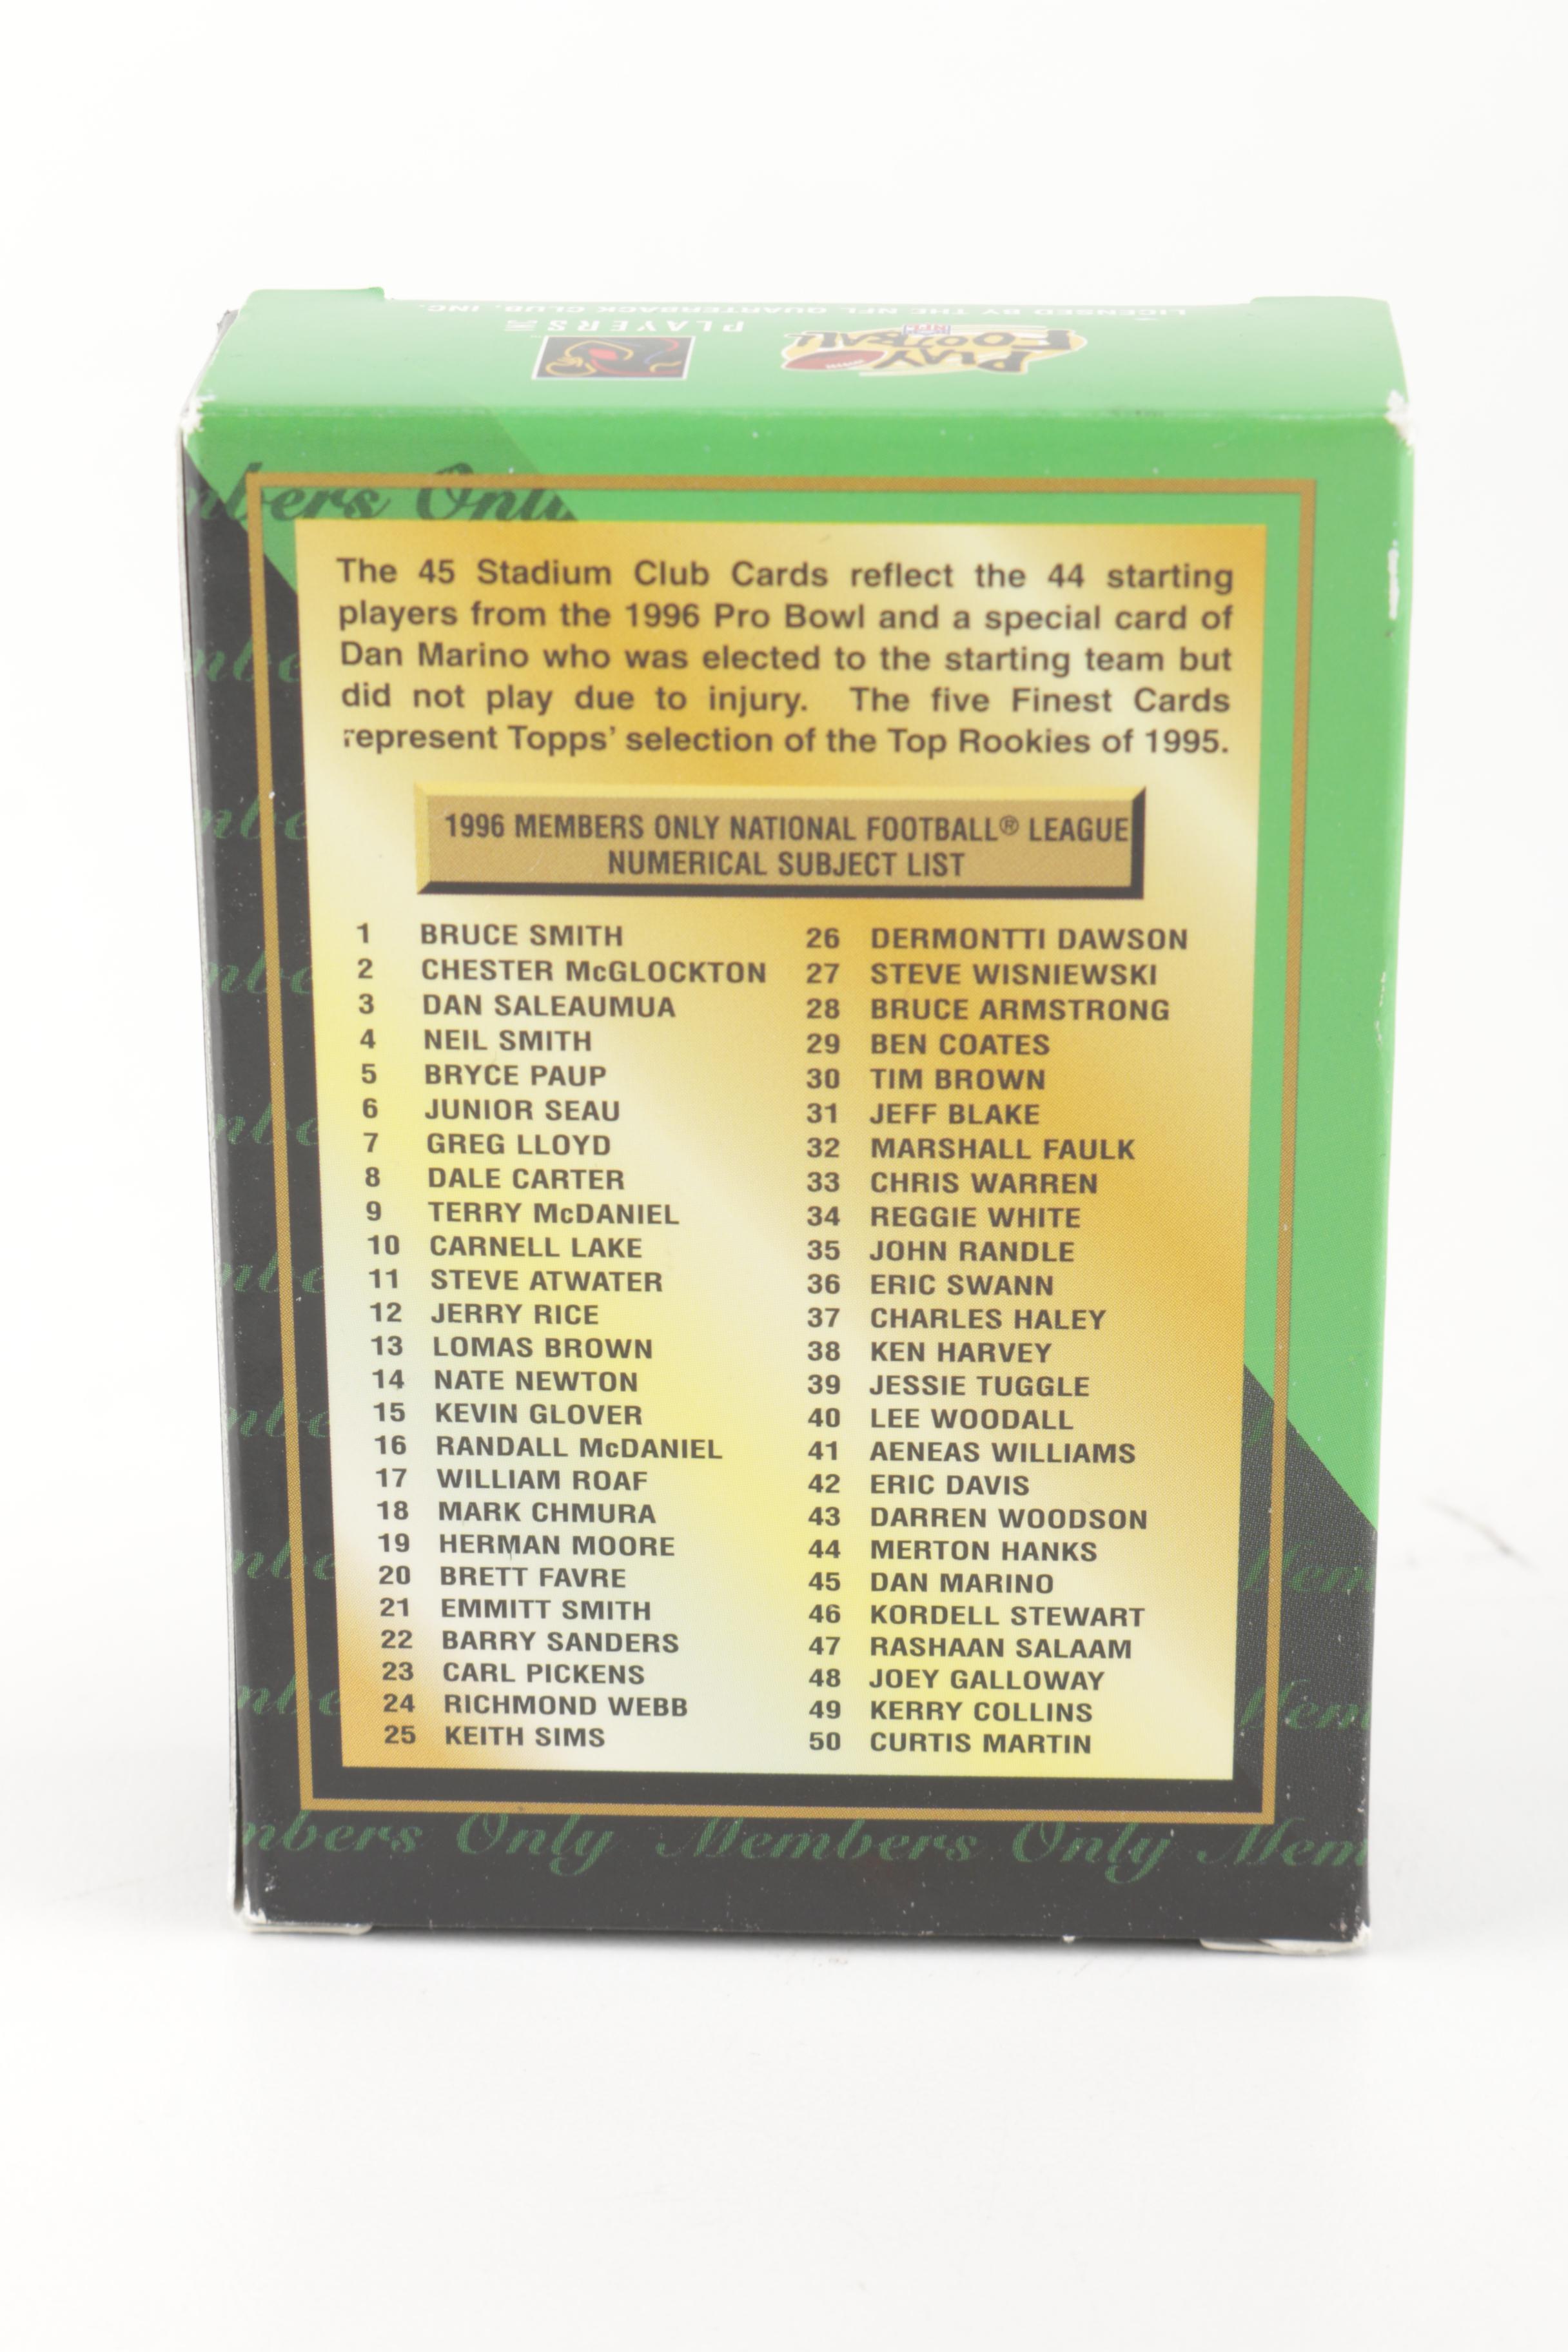 LICENSED BY THE NFL QUARTERBACK CLUB, INC.
PLAYERS INC
PLAY
FOOTBALL
NFL
mbers Only
The 45 Stadium Club Cards reflect the 44 starting
players from the 1996 Pro Bowl and a special card of
Dan Marino who was elected to the starting team but
did not play due to injury. The five Finest Cards
represent Topps' selection of the Top Rookies of 1995.
1996 MEMBERS ONLY NATIONAL FOOTBALL® LEAGUE
NUMERICAL SUBJECT LIST
1 BRUCE SMITH
2 CHESTER McGLOCKTON
3 DAN SALEAUMUA
4 NEIL SMITH
5 BRYCE PAUP
6 JUNIOR SEAU
7 GREG LLOYD
8 DALE CARTER
9 TERRY McDANIEL
10 CARNELL LAKE
11 STEVE ATWATER
12 JERRY RICE
13 LOMAS BROWN
14 NATE NEWTON
15 KEVIN GLOVER
16 RANDALL McDANIEL
17 WILLIAM ROAF
18 MARK CHMURA
19 HERMAN MOORE
20 BRETT FAVRE
21 EMMITT SMITH
22 BARRY SANDERS
23 CARL PICKENS
24 RICHMOND WEBB
25 KEITH SIMS
26 DERMONTTI DAWSON
27 STEVE WISNIEWSKI
28 BRUCE ARMSTRONG
29 BEN COATES
30 TIM BROWN
31 JEFF BLAKE
32 MARSHALL FAULK
33 CHRIS WARREN
34 REGGIE WHITE
35 JOHN RANDLE
36 ERIC SWANN
37 CHARLES HALEY
38 KEN HARVEY
39 JESSIE TUGGLE
40 LEE WOODALL
41 AENEAS WILLIAMS
42 ERIC DAVIS
43 DARREN WOODSON
44 MERTON HANKS
45 DAN MARINO
46 KORDELL STEWART
47 RASHAAN SALAAM
48 JOEY GALLOWAY
49 KERRY COLLINS
50 CURTIS MARTIN
mbers Only Members Only Mem